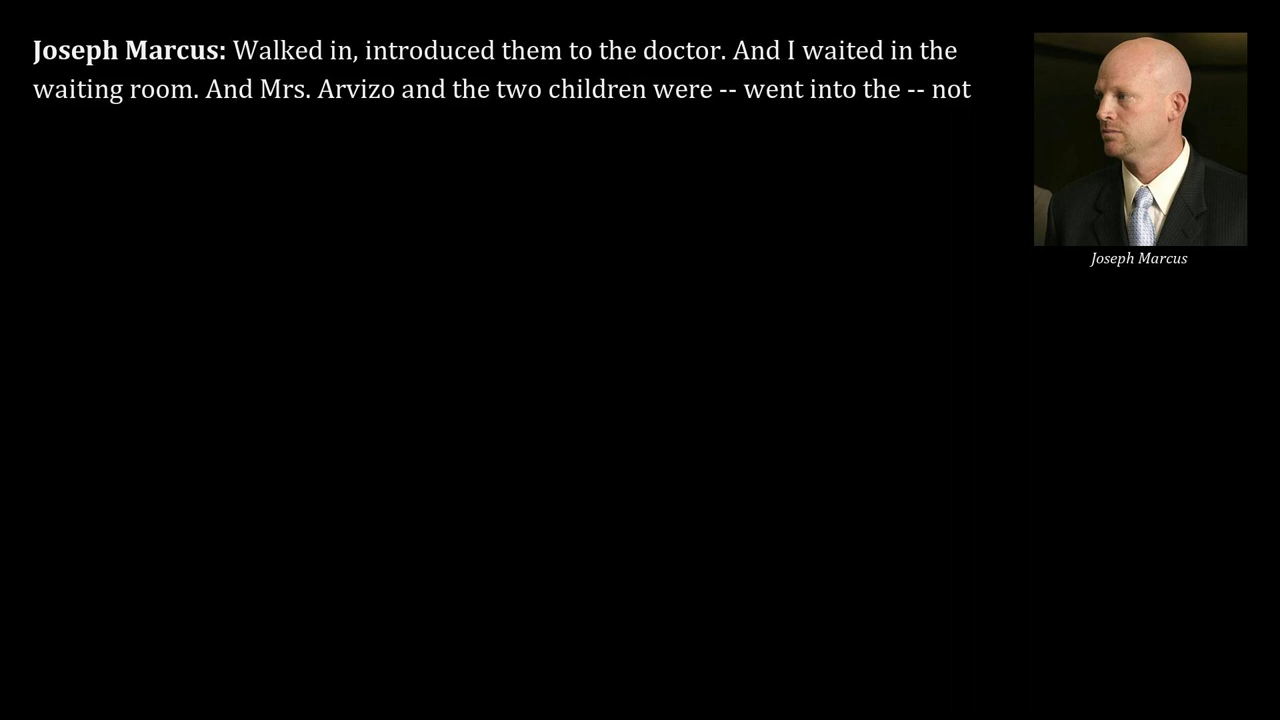 Joseph Marcus: Walked in, introduced them to the doctor. And I waited in the
waiting room. And Mrs. Arvizo and the two children were -- went into the -- not
Joseph Marcus